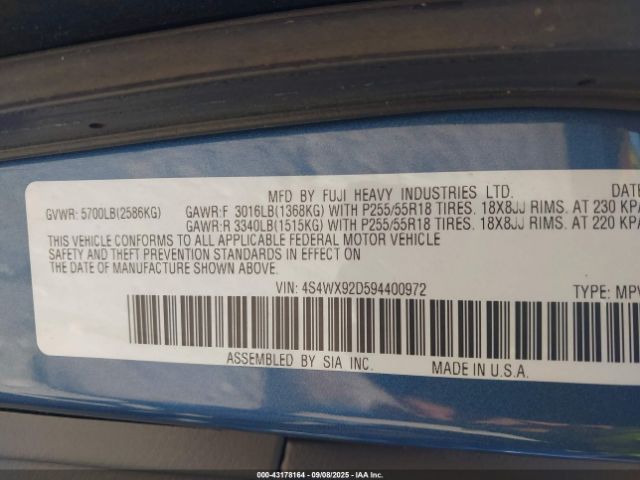 MFD BY FUJI HEAVY INDUSTRIES LTD. DATE
GVWR: 5700LB(2586KG) GAWR:F 3016LB(1368KG) WITH P255/55R18 TIRES. 18X8JJ RIMS. AT 230 KPA
GAWR:R 3340LB(1515KG) WITH P255/55R18 TIRES. 18X8JJ RIMS. AT 220 KPA
THIS VEHICLE CONFORMS TO ALL APPLICABLE FEDERAL MOTOR VEHICLE
SAFETY AND THEFT PREVENTION STANDARDS IN EFFECT ON
THE DATE OF MANUFACTURE SHOWN ABOVE.
VIN: 4S4WX92D594400972 TYPE: MPV
ASSEMBLED BY SIA INC. MADE IN U.S.A.
000-43178164 - 09/08/2025 - IAA Inc.